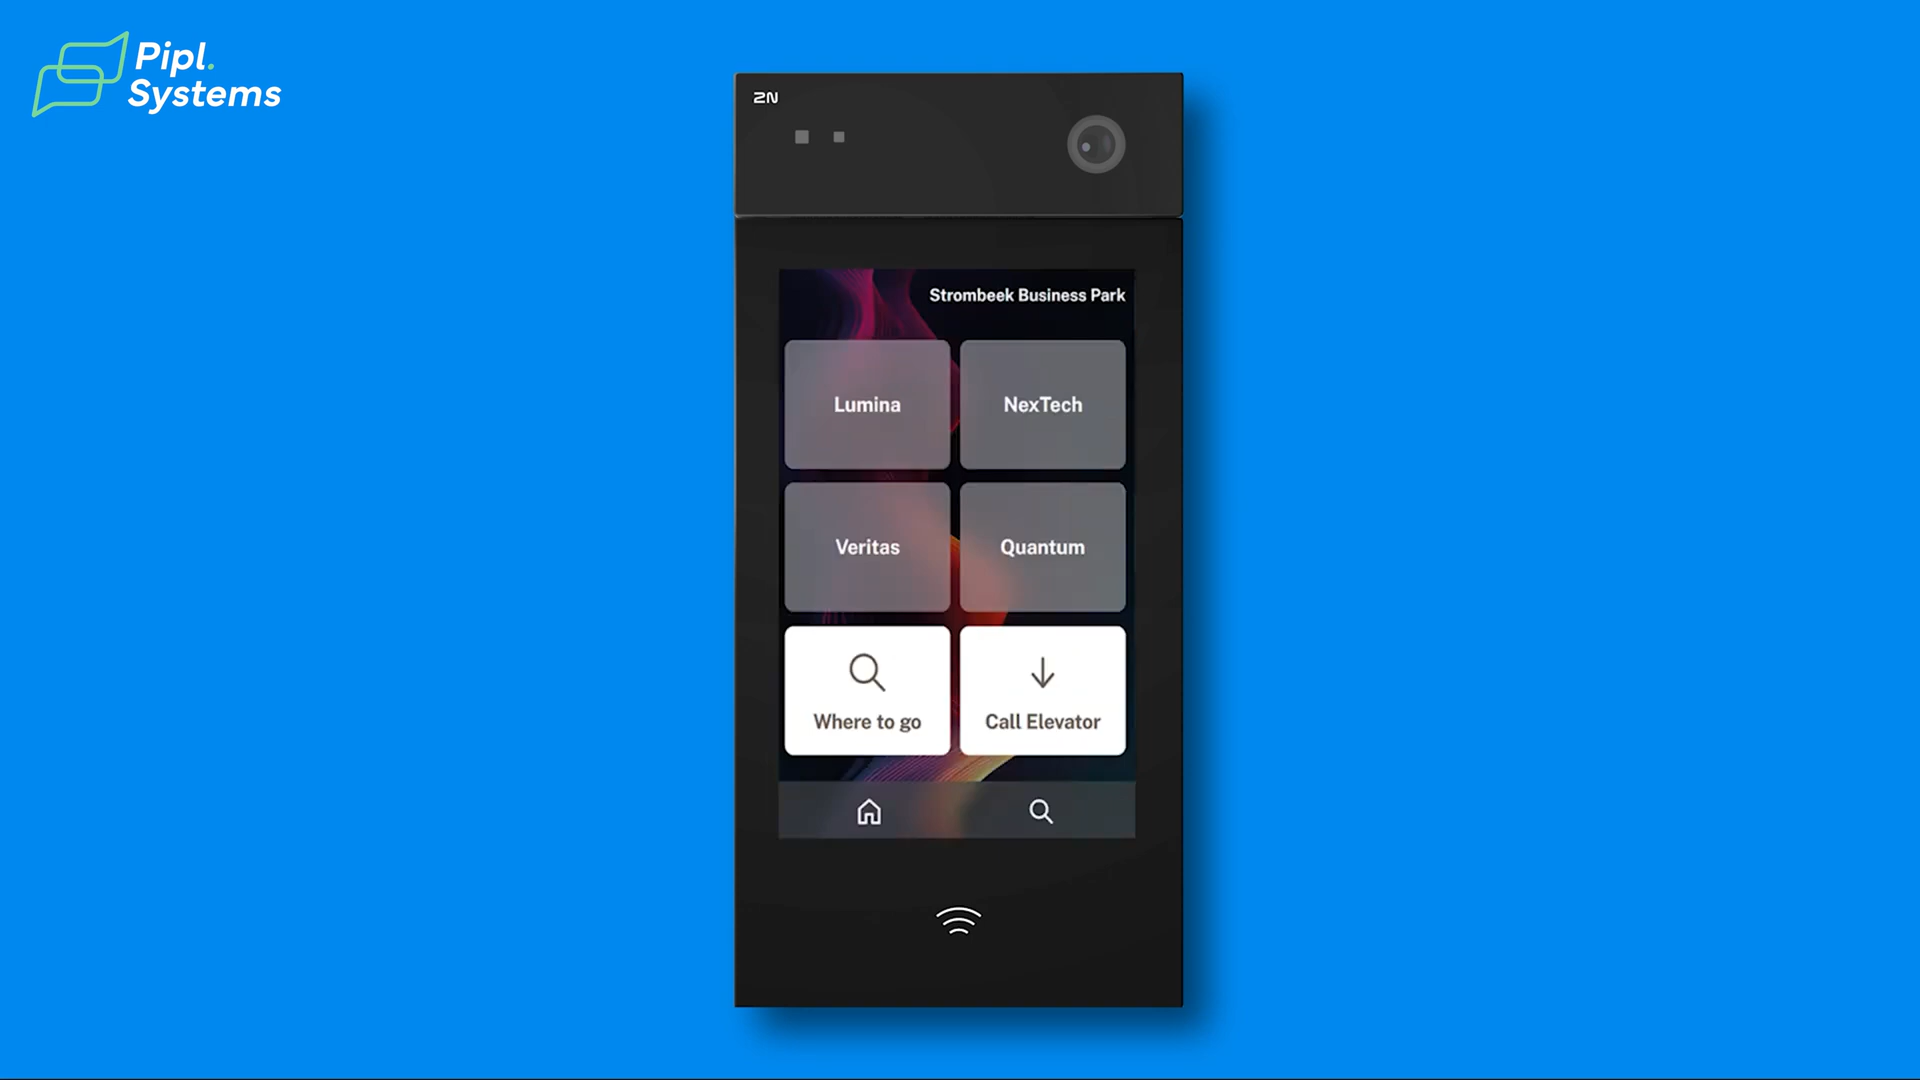 Pipl.
Systems
2N
Strombeek Business Park
Lumina
NexTech
Veritas
Quantum
Where to go
Call Elevator